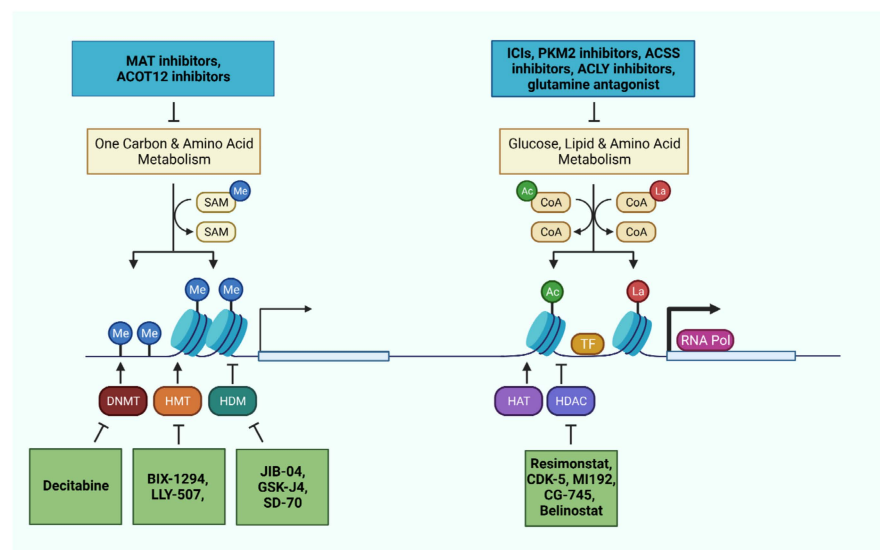 MAT inhibitors,
ACOT12 inhibitors
One Carbon & Amino Acid
Metabolism
SAM
Me
SAM
Me
Me
Me
Me
DNMT
HMT
HDM
Decitabine
BIX-1294,
LLY-507,
JIB-04,
GSK-J4,
SD-70
ICIs, PKM2 inhibitors, ACSS
inhibitors, ACLY inhibitors,
glutamine antagonist
Glucose, Lipid & Amino Acid
Metabolism
Ac
CoA
CoA
La
CoA
CoA
Ac
La
TF
RNA Pol
HAT
HDAC
Resimonstat,
CDK-5, MI192,
CG-745,
Belinostat